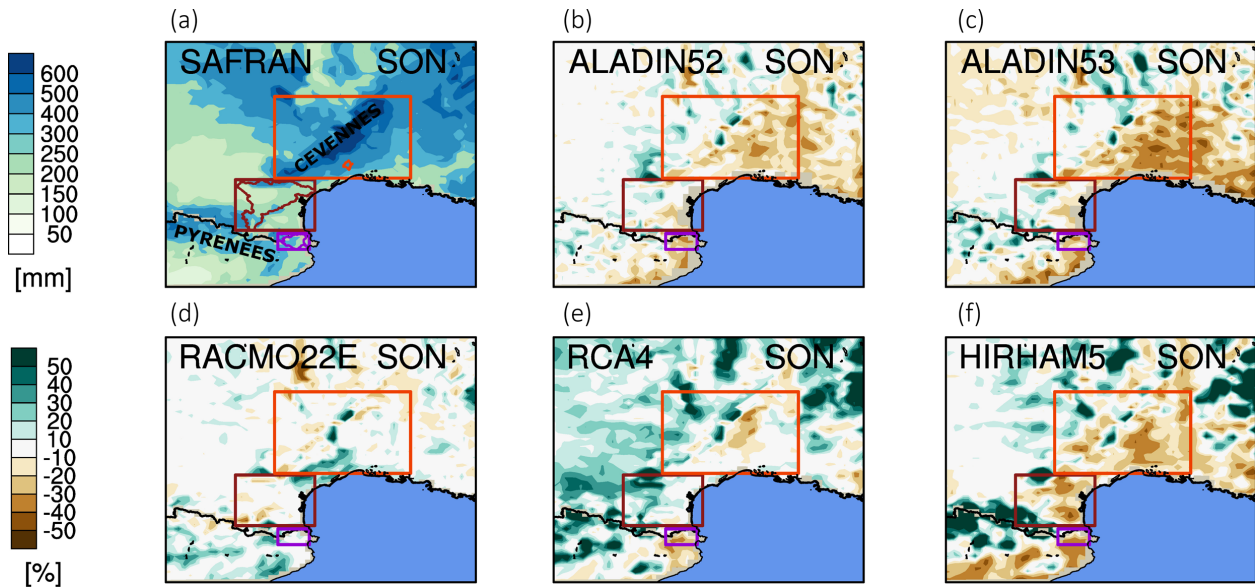 (a)
(b)
(c)
SAFRAN SON
ALADIN52 SON
ALADIN53 SON
600
500
400
300
250
200
150
100
50
[mm]
CEVENNES
PYRENEES
(d)
(e)
(f)
RACMO22E SON
RCA4 SON
HIRHAM5 SON
50
40
30
20
10
-10
-20
-30
-40
-50
[%]